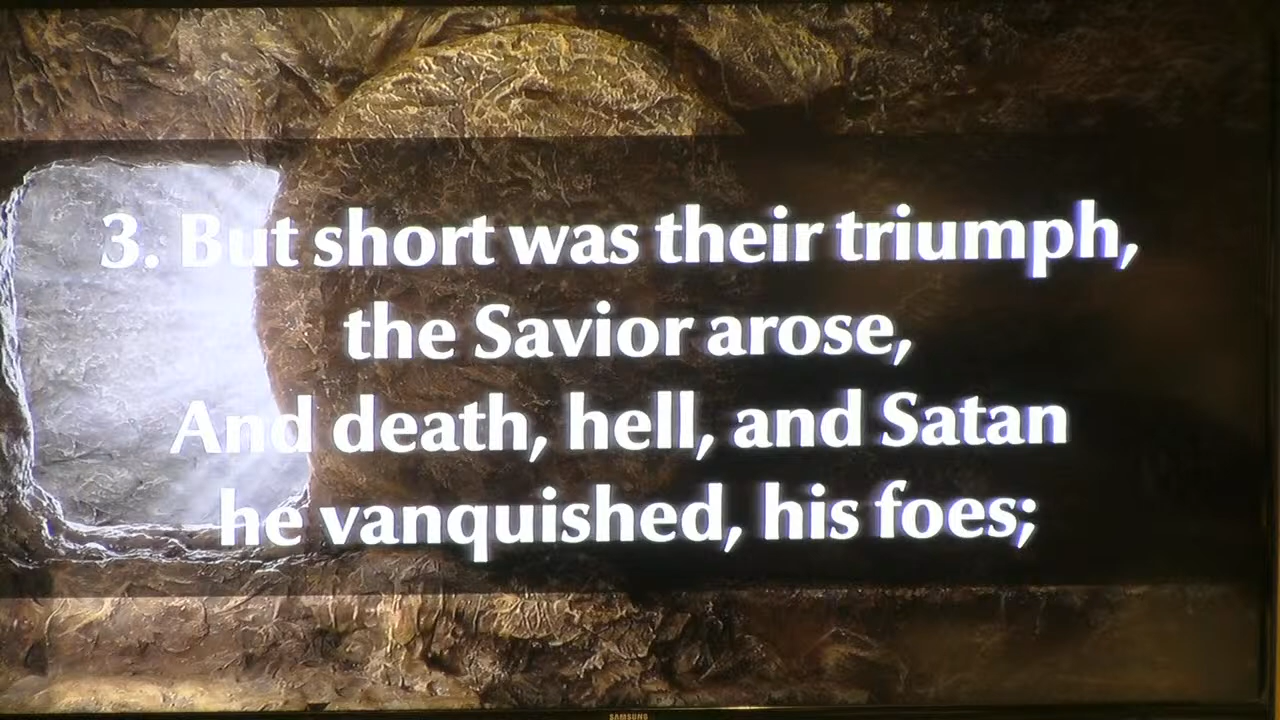 3. But short was their triumph,
the Savior arose,
And death, hell, and Satan
he vanquished, his foes;
SAMSUNG